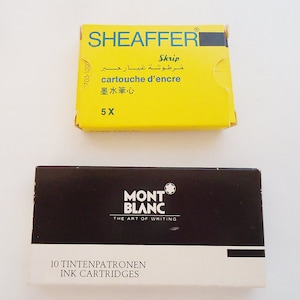 SHEAFFER®
Skrip
cartouche d'encre
墨水筆心
5 X
MONT
BLANC
THE ART OF WRITING
10 TINTENPATRONEN
INK CARTRIDGES